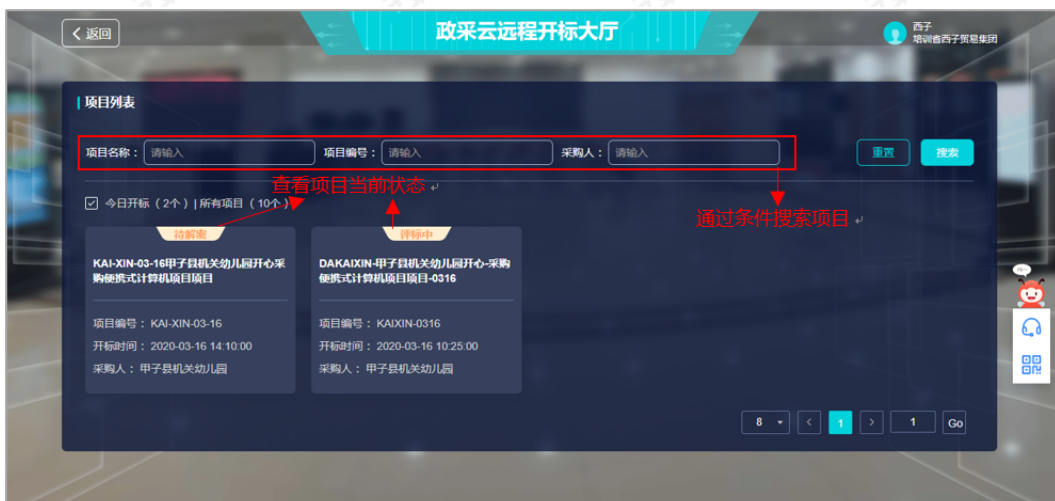 返回
政采云远程开标大厅
西子
培训省西子贸易集团
项目列表
项目名称： 请输入 项目编号： 请输入 采购人： 请输入 重置 搜索
查看项目当前状态
今日开标（2个）| 所有项目（10个）
通过条件搜索项目
待解密 评标中
KAI-XIN-03-16甲子县机关幼儿园开心采
购便携式计算机项目项目
DAKAIXIN-甲子县机关幼儿园开心-采购
便携式计算机项目项目-0316
项目编号： KAI-XIN-03-16
开标时间： 2020-03-16 14:10:00
采购人： 甲子县机关幼儿园
项目编号： KAIXIN-0316
开标时间： 2020-03-16 10:25:00
采购人： 甲子县机关幼儿园
8 < 1 > 1 Go